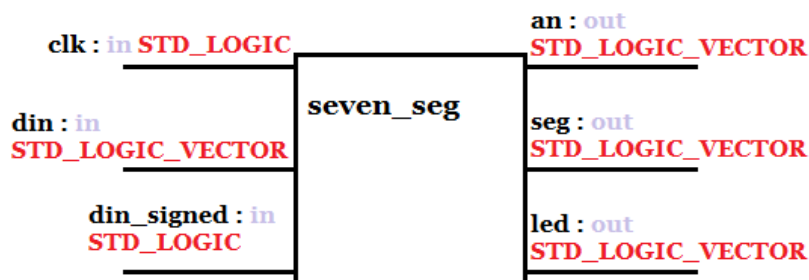 clk : in STD_LOGIC
din : in
STD_LOGIC_VECTOR
din_signed : in
STD_LOGIC
seven_seg
an : out
STD_LOGIC_VECTOR
seg : out
STD_LOGIC_VECTOR
led : out
STD_LOGIC_VECTOR